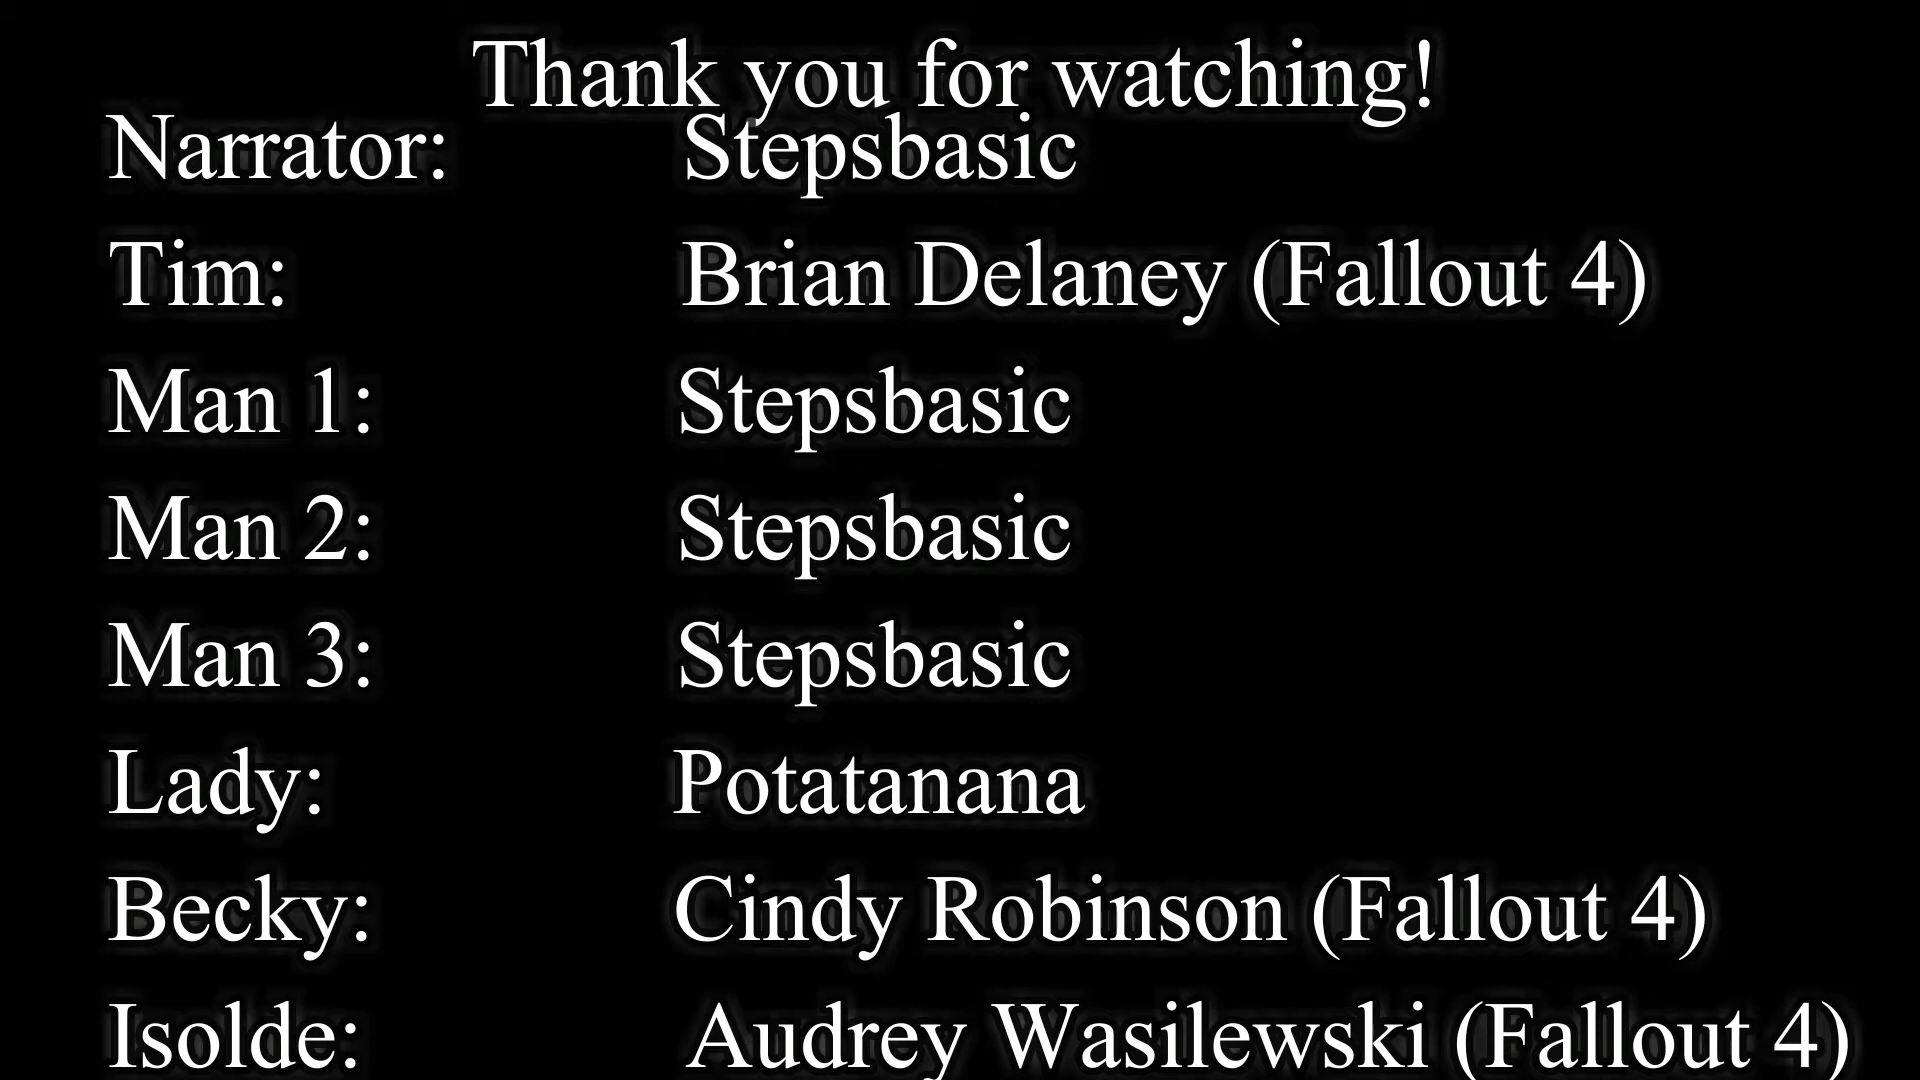 Thank you for watching!
Narrator: Stepsbasic
Tim: Brian Delaney (Fallout 4)
Man 1: Stepsbasic
Man 2: Stepsbasic
Man 3: Stepsbasic
Lady: Potatanana
Becky: Cindy Robinson (Fallout 4)
Isolde: Audrey Wasilewski (Fallout 4)